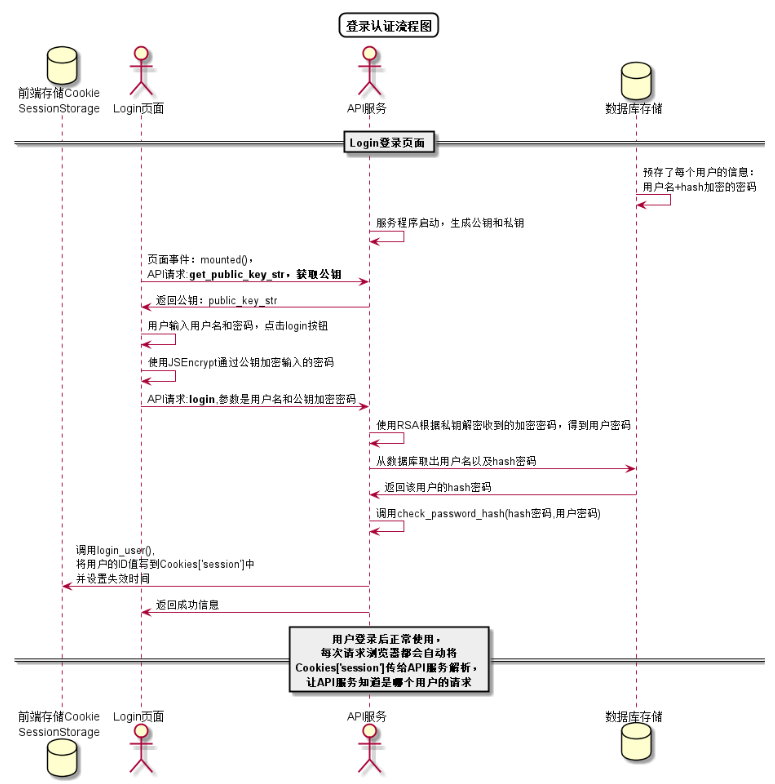 登录认证流程图
前端存储Cookie
SessionStorage
Login页面
API服务
数据库存储
Login登录页面
预存了每个用户的信息：
用户名+hash加密的密码
服务程序启动，生成公钥和私钥
页面事件：mounted()，
API请求:get_public_key_str，获取公钥
返回公钥：public_key_str
用户输入用户名和密码，点击login按钮
使用JSEncrypt通过公钥加密输入的密码
API请求:login,参数是用户名和公钥加密密码
使用RSA根据私钥解密收到的加密密码，得到用户密码
从数据库取出用户名以及hash密码
返回该用户的hash密码
调用check_password_hash(hash密码,用户密码)
调用login_user(),
将用户的ID值写到Cookies['session']中
并设置失效时间
返回成功信息
用户登录后正常使用，
每次请求浏览器都会自动将
Cookies['session']传给API服务解析，
让API服务知道是哪个用户的请求
前端存储Cookie
SessionStorage
Login页面
API服务
数据库存储